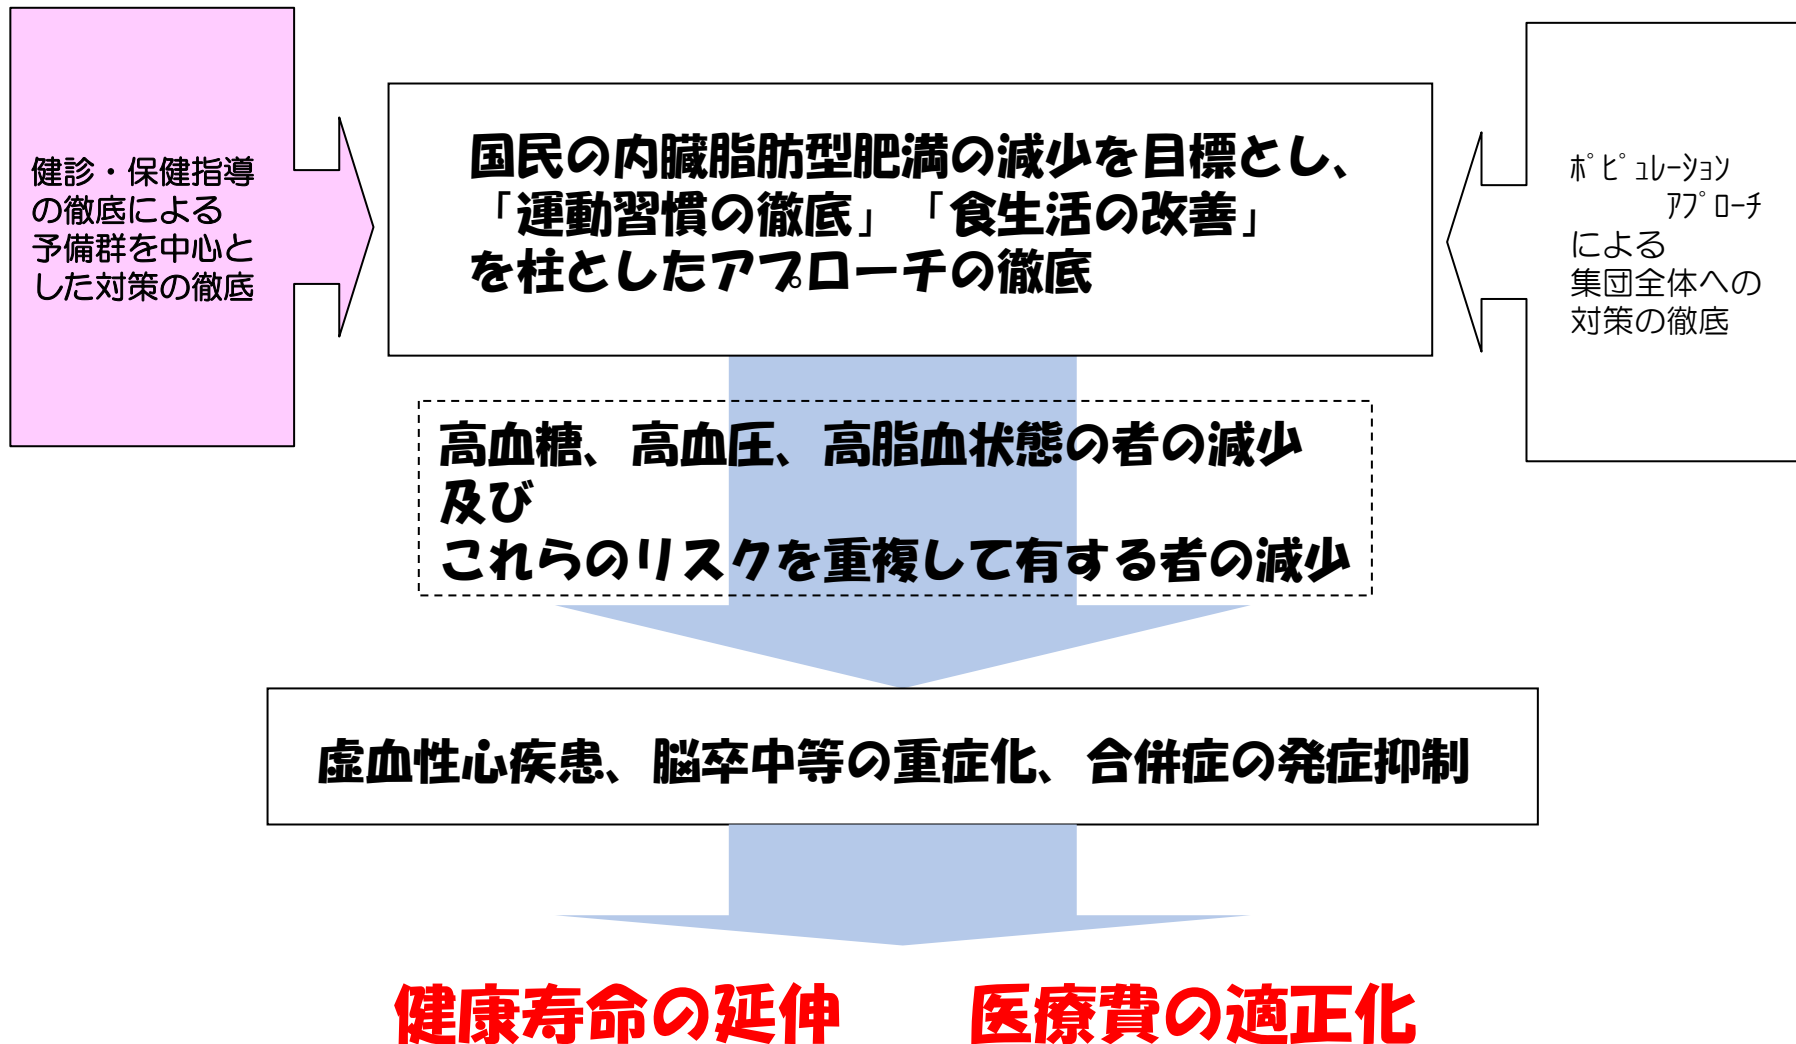 健診・保健指導
の徹底による
予備群を中心と
した対策の徹底
国民の内臓脂肪型肥満の減少を目標とし、
「運動習慣の徹底」「食生活の改善」
を柱としたアプローチの徹底
ﾎﾟﾋﾟｭﾚｰｼｮﾝ
ｱﾌﾟﾛｰﾁ
による
集団全体への
対策の徹底
高血糖、高血圧、高脂血状態の者の減少
及び
これらのリスクを重複して有する者の減少
虚血性心疾患、脳卒中等の重症化、合併症の発症抑制
健康寿命の延伸　医療費の適正化